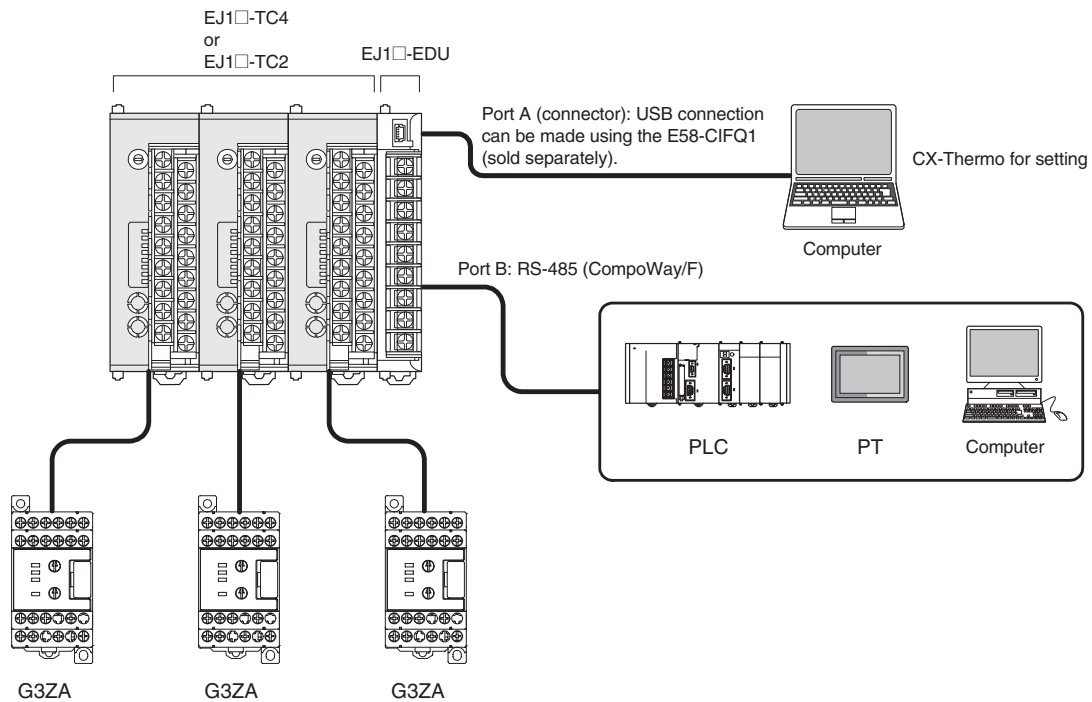 EJ1□-TC4
or
EJ1□-TC2
EJ1□-EDU
Port A (connector): USB connection
can be made using the E58-CIFQ1
(sold separately).
CX-Thermo for setting
Computer
Port B: RS-485 (CompoWay/F)
PLC
PT
Computer
G3ZA
G3ZA
G3ZA